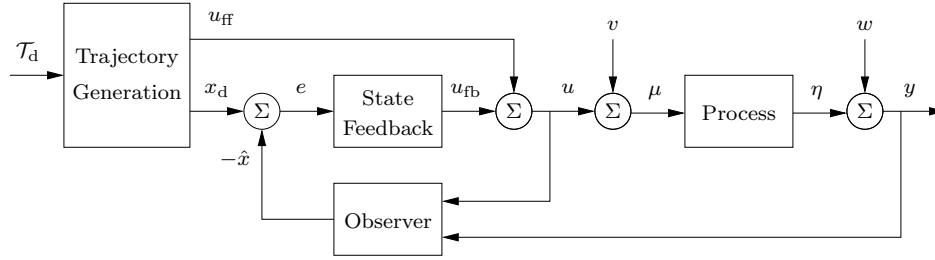 u_ff
v
w
𝒯_d
Trajectory
Generation
x_d
Σ
e
State
Feedback
u_fb
Σ
u
Σ
μ
Process
η
Σ
y
−x̂
Observer